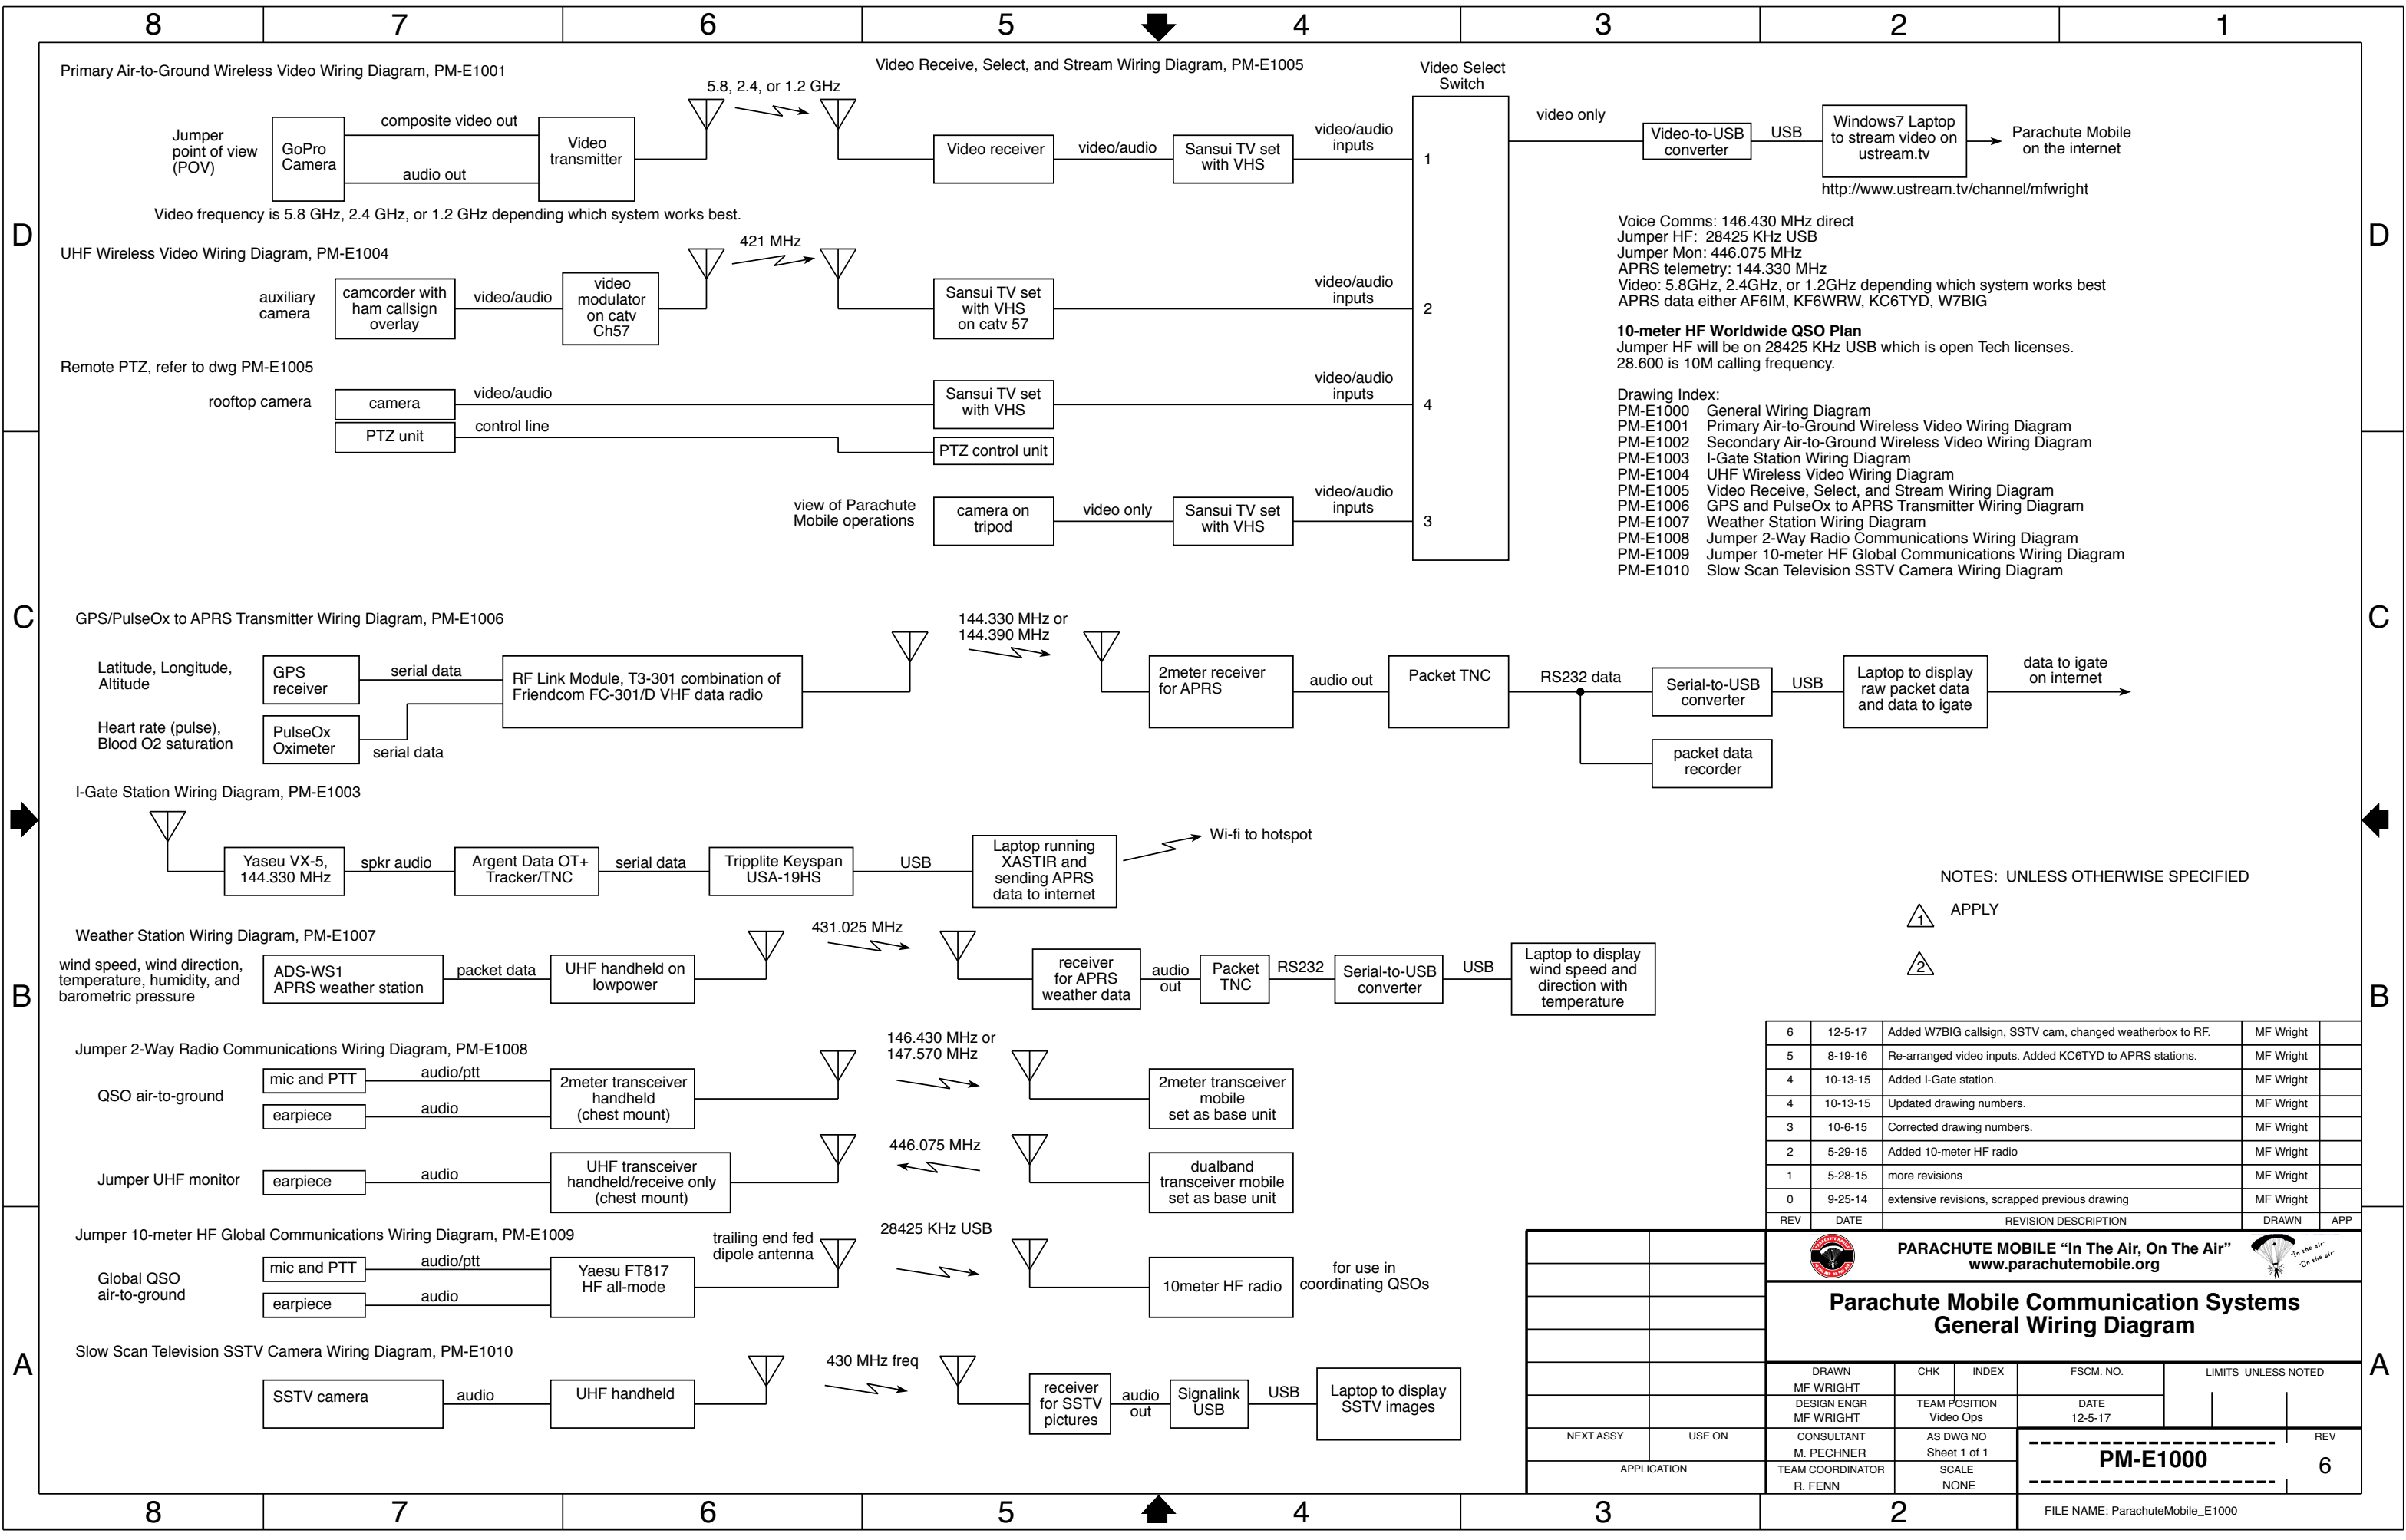 8 7 6 5 4 3 2 1
Primary Air-to-Ground Wireless Video Wiring Diagram, PM-E1001
Video Receive, Select, and Stream Wiring Diagram, PM-E1005
Video Select
Switch
5.8, 2.4, or 1.2 GHz
Jumper
point of view
(POV)
GoPro
Camera
composite video out
audio out
Video
transmitter
Video receiver
video/audio
Sansui TV set
with VHS
video/audio
inputs
1
video only
Video-to-USB
converter
USB
Windows7 Laptop
to stream video on
ustream.tv
Parachute Mobile
on the internet
http://www.ustream.tv/channel/mfwright
Video frequency is 5.8 GHz, 2.4 GHz, or 1.2 GHz depending which system works best.
D
D
UHF Wireless Video Wiring Diagram, PM-E1004
421 MHz
auxiliary
camera
camcorder with
ham callsign
overlay
video/audio
video
modulator
on catv
Ch57
Sansui TV set
with VHS
on catv 57
video/audio
inputs
2
Remote PTZ, refer to dwg PM-E1005
rooftop camera
camera
video/audio
Sansui TV set
with VHS
video/audio
inputs
4
PTZ unit
control line
PTZ control unit
view of Parachute
Mobile operations
camera on
tripod
video only
Sansui TV set
with VHS
video/audio
inputs
3
Voice Comms: 146.430 MHz direct
Jumper HF: 28425 KHz USB
Jumper Mon: 446.075 MHz
APRS telemetry: 144.330 MHz
Video: 5.8GHz, 2.4GHz, or 1.2GHz depending which system works best
APRS data either AF6IM, KF6WRW, KC6TYD, W7BIG
10-meter HF Worldwide QSO Plan
Jumper HF will be on 28425 KHz USB which is open Tech licenses.
28.600 is 10M calling frequency.
Drawing Index:
PM-E1000 General Wiring Diagram
PM-E1001 Primary Air-to-Ground Wireless Video Wiring Diagram
PM-E1002 Secondary Air-to-Ground Wireless Video Wiring Diagram
PM-E1003 I-Gate Station Wiring Diagram
PM-E1004 UHF Wireless Video Wiring Diagram
PM-E1005 Video Receive, Select, and Stream Wiring Diagram
PM-E1006 GPS and PulseOx to APRS Transmitter Wiring Diagram
PM-E1007 Weather Station Wiring Diagram
PM-E1008 Jumper 2-Way Radio Communications Wiring Diagram
PM-E1009 Jumper 10-meter HF Global Communications Wiring Diagram
PM-E1010 Slow Scan Television SSTV Camera Wiring Diagram
C
C
GPS/PulseOx to APRS Transmitter Wiring Diagram, PM-E1006
144.330 MHz or
144.390 MHz
Latitude, Longitude,
Altitude
GPS
receiver
serial data
Heart rate (pulse),
Blood O2 saturation
PulseOx
Oximeter
serial data
RF Link Module, T3-301 combination of
Friendcom FC-301/D VHF data radio
2meter receiver
for APRS
audio out
Packet TNC
RS232 data
Serial-to-USB
converter
USB
Laptop to display
raw packet data
and data to igate
data to igate
on internet
packet data
recorder
I-Gate Station Wiring Diagram, PM-E1003
Yaseu VX-5,
144.330 MHz
spkr audio
Argent Data OT+
Tracker/TNC
serial data
Tripplite Keyspan
USA-19HS
USB
Laptop running
XASTIR and
sending APRS
data to internet
Wi-fi to hotspot
NOTES: UNLESS OTHERWISE SPECIFIED
1 APPLY
2
Weather Station Wiring Diagram, PM-E1007
431.025 MHz
wind speed, wind direction,
temperature, humidity, and
barometric pressure
ADS-WS1
APRS weather station
packet data
UHF handheld on
lowpower
receiver
for APRS
weather data
audio
out
Packet
TNC
RS232
Serial-to-USB
converter
USB
Laptop to display
wind speed and
direction with
temperature
B
B
Jumper 2-Way Radio Communications Wiring Diagram, PM-E1008
146.430 MHz or
147.570 MHz
QSO air-to-ground
mic and PTT
audio/ptt
earpiece
audio
2meter transceiver
handheld
(chest mount)
2meter transceiver
mobile
set as base unit
Jumper UHF monitor
earpiece
audio
UHF transceiver
handheld/receive only
(chest mount)
446.075 MHz
dualband
transceiver mobile
set as base unit
Jumper 10-meter HF Global Communications Wiring Diagram, PM-E1009
trailing end fed
dipole antenna
28425 KHz USB
Global QSO
air-to-ground
mic and PTT
audio/ptt
earpiece
audio
Yaesu FT817
HF all-mode
10meter HF radio
for use in
coordinating QSOs
A
A
Slow Scan Television SSTV Camera Wiring Diagram, PM-E1010
430 MHz freq
SSTV camera
audio
UHF handheld
receiver
for SSTV
pictures
audio
out
Signalink
USB
USB
Laptop to display
SSTV images
6 12-5-17 Added W7BIG callsign, SSTV cam, changed weatherbox to RF. MF Wright
5 8-19-16 Re-arranged video inputs. Added KC6TYD to APRS stations. MF Wright
4 10-13-15 Added I-Gate station. MF Wright
4 10-13-15 Updated drawing numbers. MF Wright
3 10-6-15 Corrected drawing numbers. MF Wright
2 5-29-15 Added 10-meter HF radio MF Wright
1 5-28-15 more revisions MF Wright
0 9-25-14 extensive revisions, scrapped previous drawing MF Wright
REV DATE REVISION DESCRIPTION DRAWN APP
PARACHUTE MOBILE “In The Air, On The Air”
www.parachutemobile.org
"In the air-
-On the air"
Parachute Mobile Communication Systems
General Wiring Diagram
DRAWN
MF WRIGHT
CHK
INDEX
FSCM. NO.
LIMITS UNLESS NOTED
DESIGN ENGR
MF WRIGHT
TEAM POSITION
Video Ops
DATE
12-5-17
NEXT ASSY
USE ON
CONSULTANT
M. PECHNER
AS DWG NO
Sheet 1 of 1
PM-E1000
REV
6
APPLICATION
TEAM COORDINATOR
R. FENN
SCALE
NONE
8 7 6 5 4 3 2
FILE NAME: ParachuteMobile_E1000